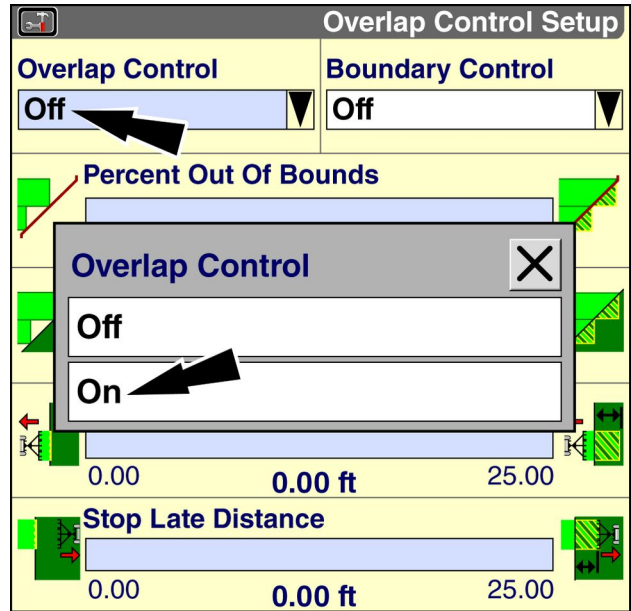 Overlap Control Setup
Overlap Control
Boundary Control
Off
Off
Percent Out Of Bounds
Overlap Control
Off
On
0.00 0.00 ft 25.00
Stop Late Distance
0.00 0.00 ft 25.00